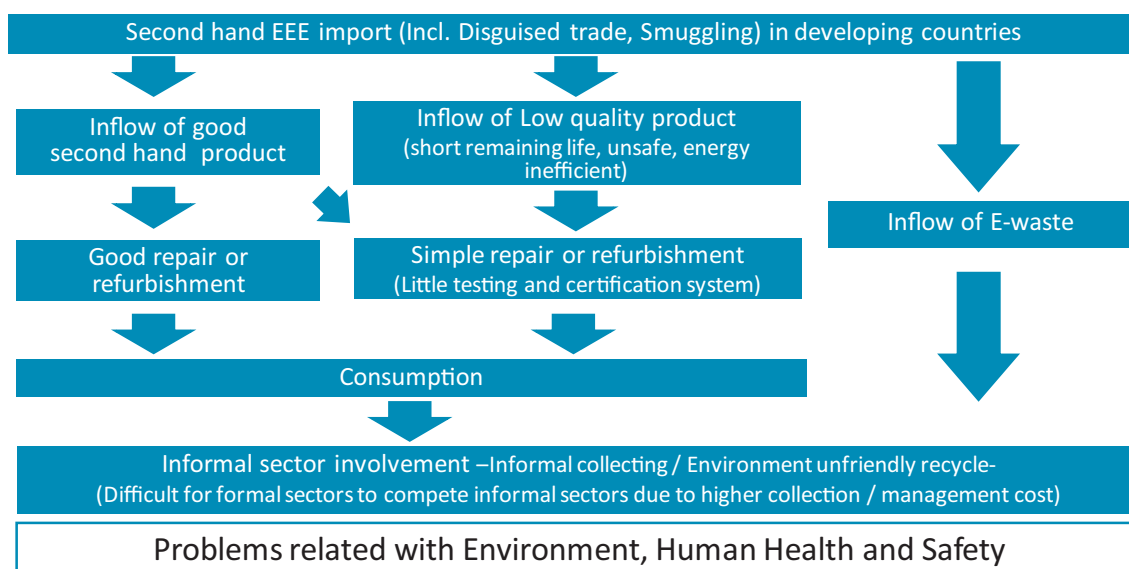 Second hand EEE import (Incl. Disguised trade, Smuggling) in developing countries
Inflow of good
second hand product
Inflow of Low quality product
(short remaining life, unsafe, energy
inefficient)
Inflow of E-waste
Good repair or
refurbishment
Simple repair or refurbishment
(Little testing and certification system)
Consumption
Informal sector involvement –Informal collecting / Environment unfriendly recycle-
(Difficult for formal sectors to compete informal sectors due to higher collection / management cost)
Problems related with Environment, Human Health and Safety